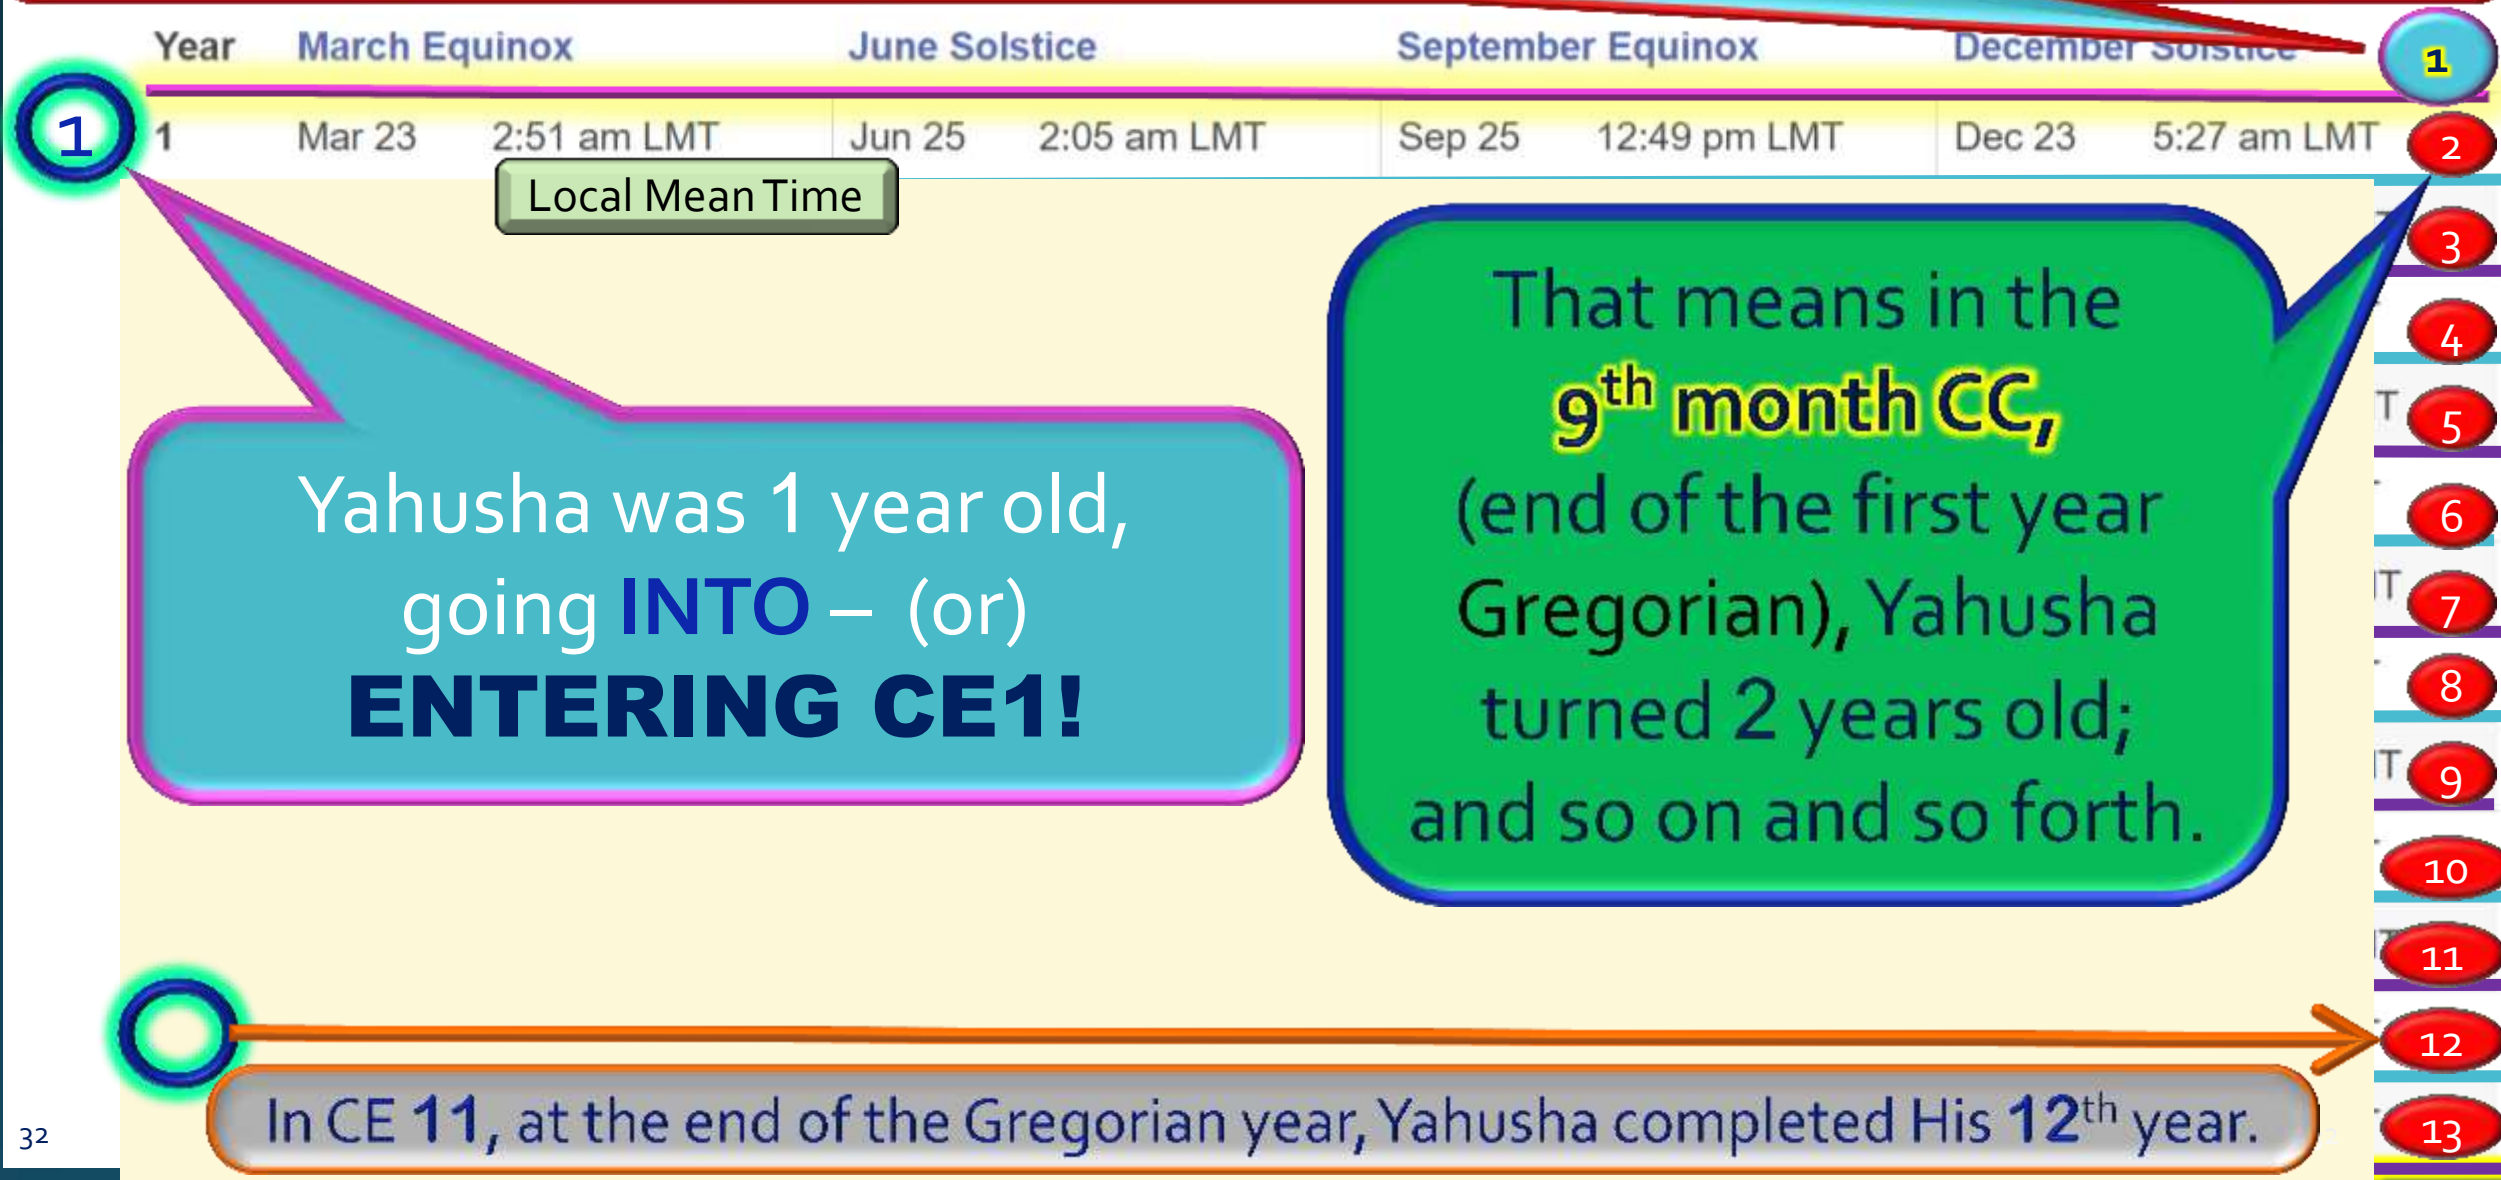 Year March Equinox June Solstice September Equinox December Solstice 1
1 1 Mar 23 2:51 am LMT Jun 25 2:05 am LMT Sep 25 12:49 pm LMT Dec 23 5:27 am LMT 2
Local Mean Time
3
4
5
6
7
8
9
10
11
12
13
Yahusha was 1 year old,
going INTO – (or)
ENTERING CE1!
That means in the
9th month CC,
(end of the first year
Gregorian), Yahusha
turned 2 years old;
and so on and so forth.
In CE 11, at the end of the Gregorian year, Yahusha completed His 12th year.
32